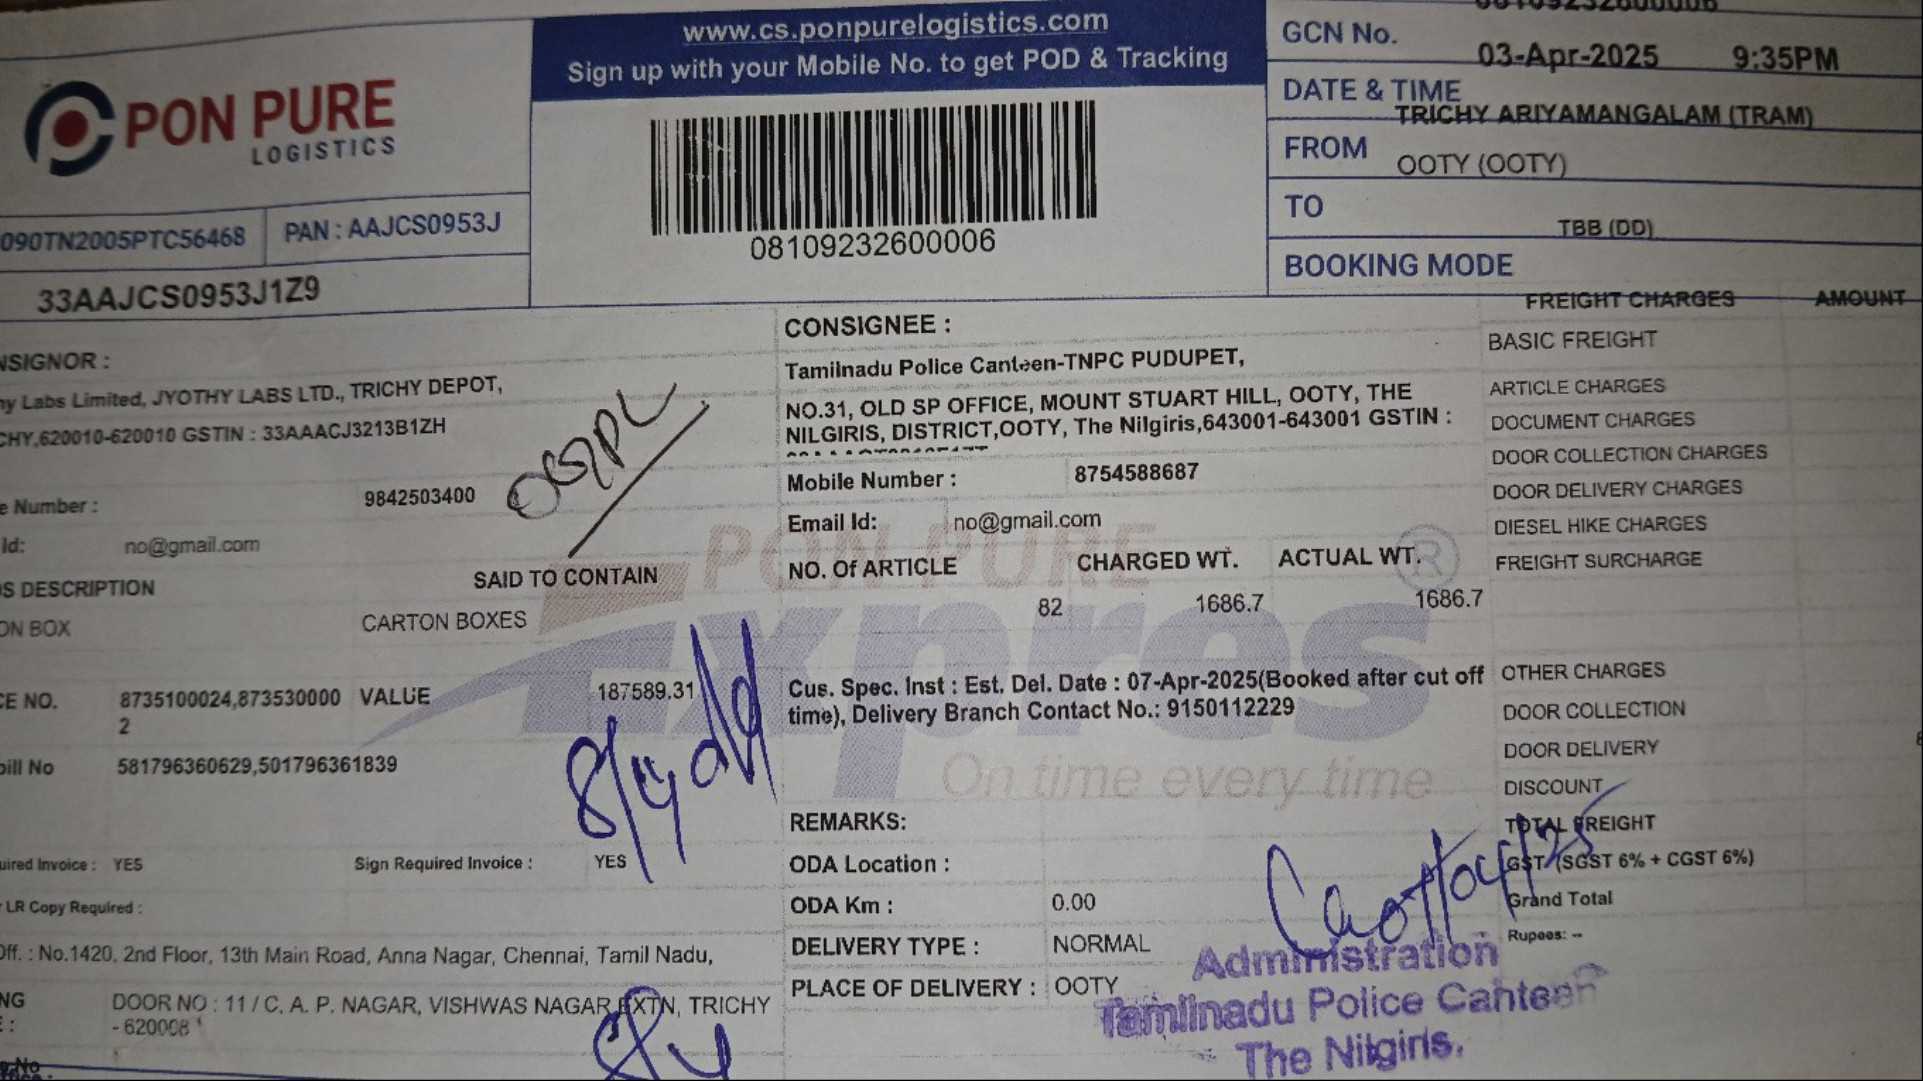 www.cs.ponpurelogistics.com
Sign up with your Mobile No. to get POD & Tracking
PON PURE
LOGISTICS
090TN2005PTC56468
PAN : AAJCS0953J
33AAJCS0953J1Z9
08109232600006
GCN No.
03-Apr-2025 9:35PM
DATE & TIME
TRICHY ARIYAMANGALAM (TRAM)
FROM
OOTY (OOTY)
TO
TBB (DD)
BOOKING MODE
NSIGNOR :
y Labs Limited, JYOTHY LABS LTD., TRICHY DEPOT,
CHY,620010-620010 GSTIN : 33AAACJ3213B1ZH
e Number : 9842503400
Id: no@gmail.com
S DESCRIPTION SAID TO CONTAIN
ON BOX CARTON BOXES
CE NO. 8735100024,873530000 VALUE 187589.31
2
bill No 581796360629,501796361839
uired Invoice : YES Sign Required Invoice : YES
LR Copy Required :
Off. : No.1420, 2nd Floor, 13th Main Road, Anna Nagar, Chennai, Tamil Nadu,
NG DOOR NO : 11 / C, A. P. NAGAR, VISHWAS NAGAR EXTN, TRICHY
E : - 620008
CONSIGNEE :
Tamilnadu Police Canteen-TNPC PUDUPET,
NO.31, OLD SP OFFICE, MOUNT STUART HILL, OOTY, THE
NILGIRIS, DISTRICT,OOTY, The Nilgiris,643001-643001 GSTIN :
Mobile Number : 8754588687
Email Id: no@gmail.com
NO. Of ARTICLE CHARGED WT. ACTUAL WT.
82 1686.7 1686.7
PON PURE
Expres
On time every time
®
Cus. Spec. Inst : Est. Del. Date : 07-Apr-2025(Booked after cut off
time), Delivery Branch Contact No.: 9150112229
REMARKS:
ODA Location :
ODA Km : 0.00
DELIVERY TYPE : NORMAL
PLACE OF DELIVERY : OOTY
FREIGHT CHARGES AMOUNT
BASIC FREIGHT
ARTICLE CHARGES
DOCUMENT CHARGES
DOOR COLLECTION CHARGES
DOOR DELIVERY CHARGES
DIESEL HIKE CHARGES
FREIGHT SURCHARGE
OTHER CHARGES
DOOR COLLECTION
DOOR DELIVERY
DISCOUNT
TOTAL FREIGHT
GST (SGST 6% + CGST 6%)
Grand Total
Rupees: --
Administration
Tamilnadu Police Canteen
The Nilgiris.